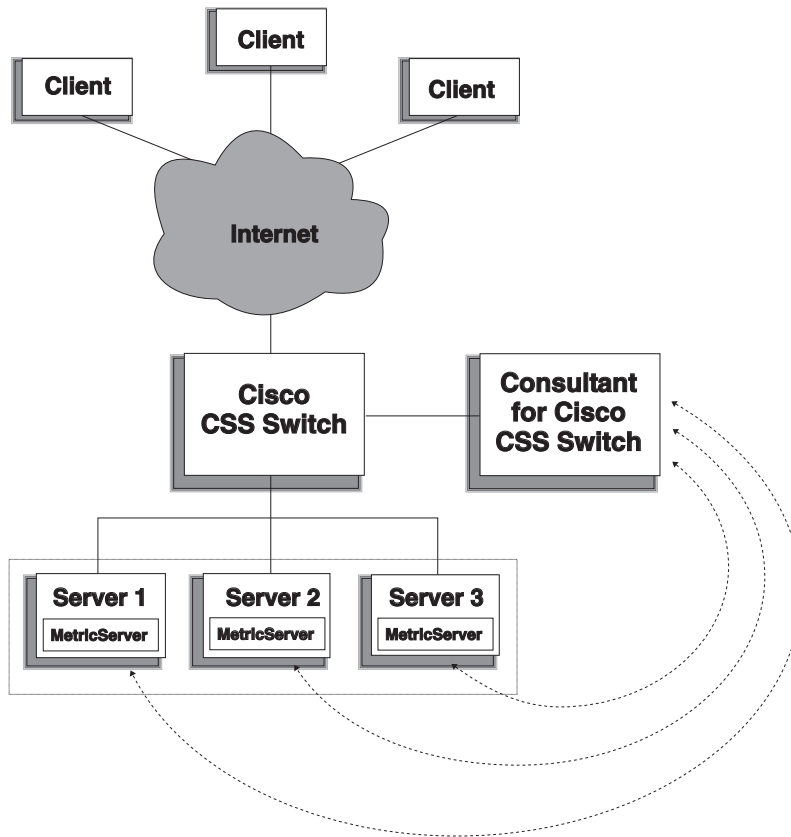 Client
Client
Client
Internet
Cisco
CSS Switch
Consultant
for Cisco
CSS Switch
Server 1
MetricServer
Server 2
MetricServer
Server 3
MetricServer